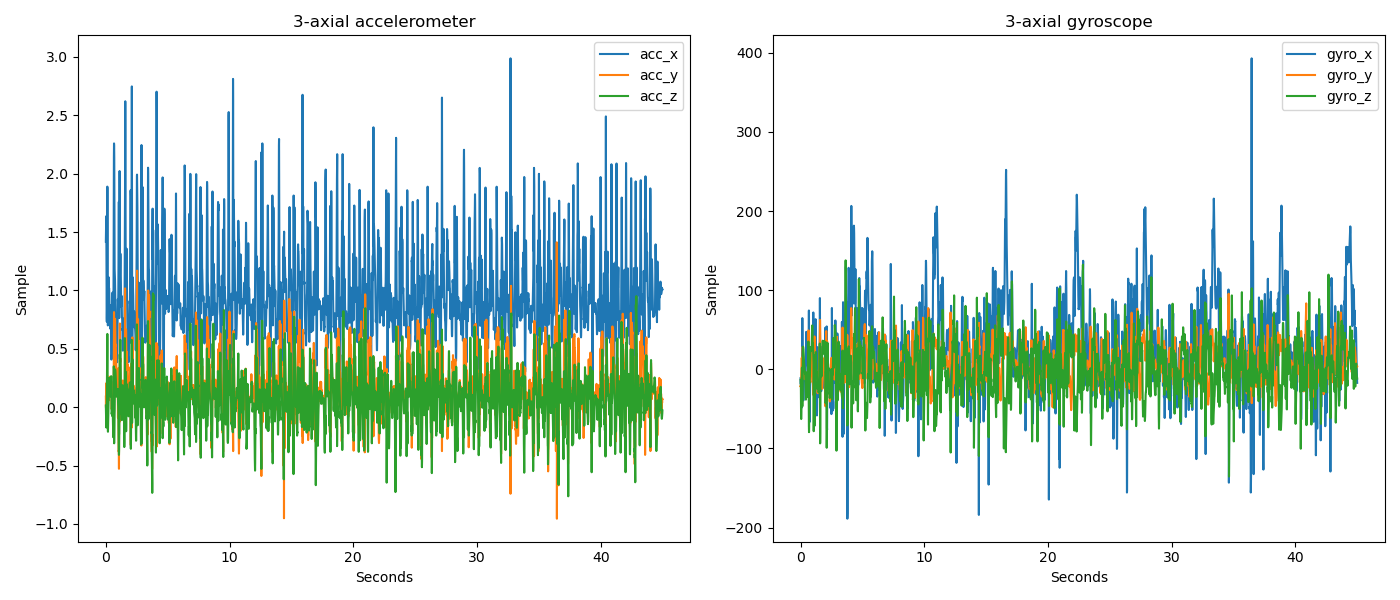 3-axial accelerometer
3.0
2.5
2.0
1.5
1.0
0.5
0.0
−0.5
−1.0
Sample
0 10 20 30 40
Seconds
acc_x
acc_y
acc_z
3-axial gyroscope
400
300
200
100
0
−100
−200
Sample
0 10 20 30 40
Seconds
gyro_x
gyro_y
gyro_z